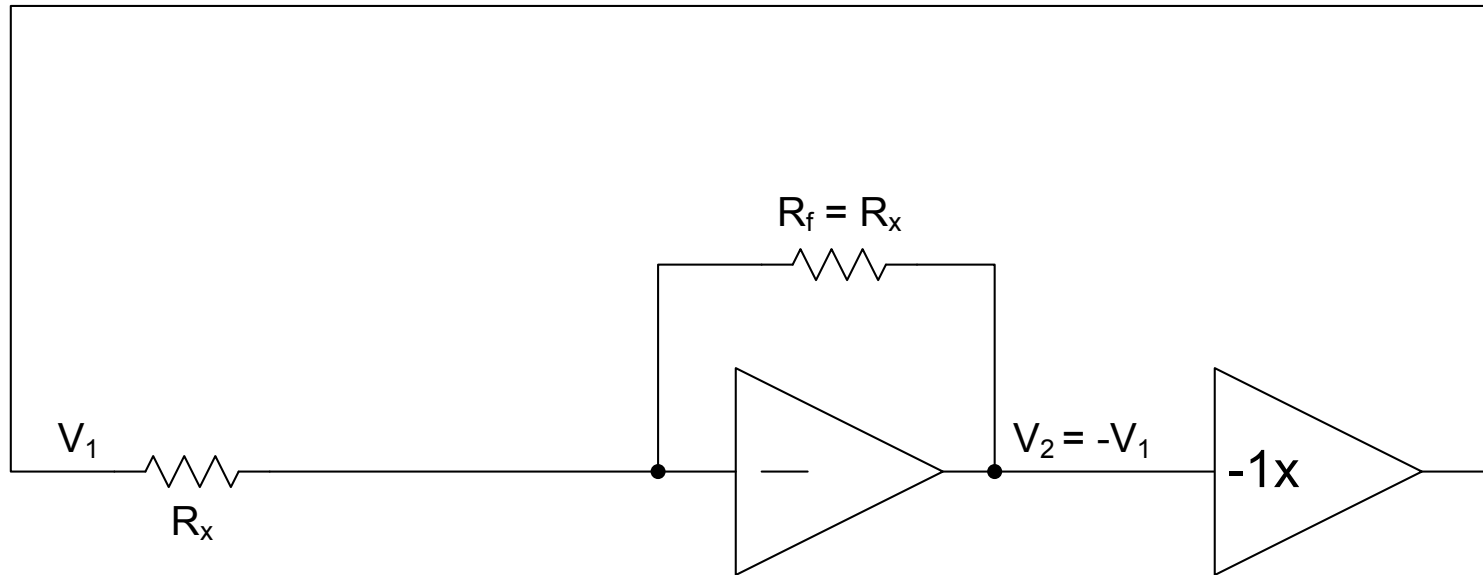 R_f = R_x
V_1
V_2 = -V_1
-1x
R_x